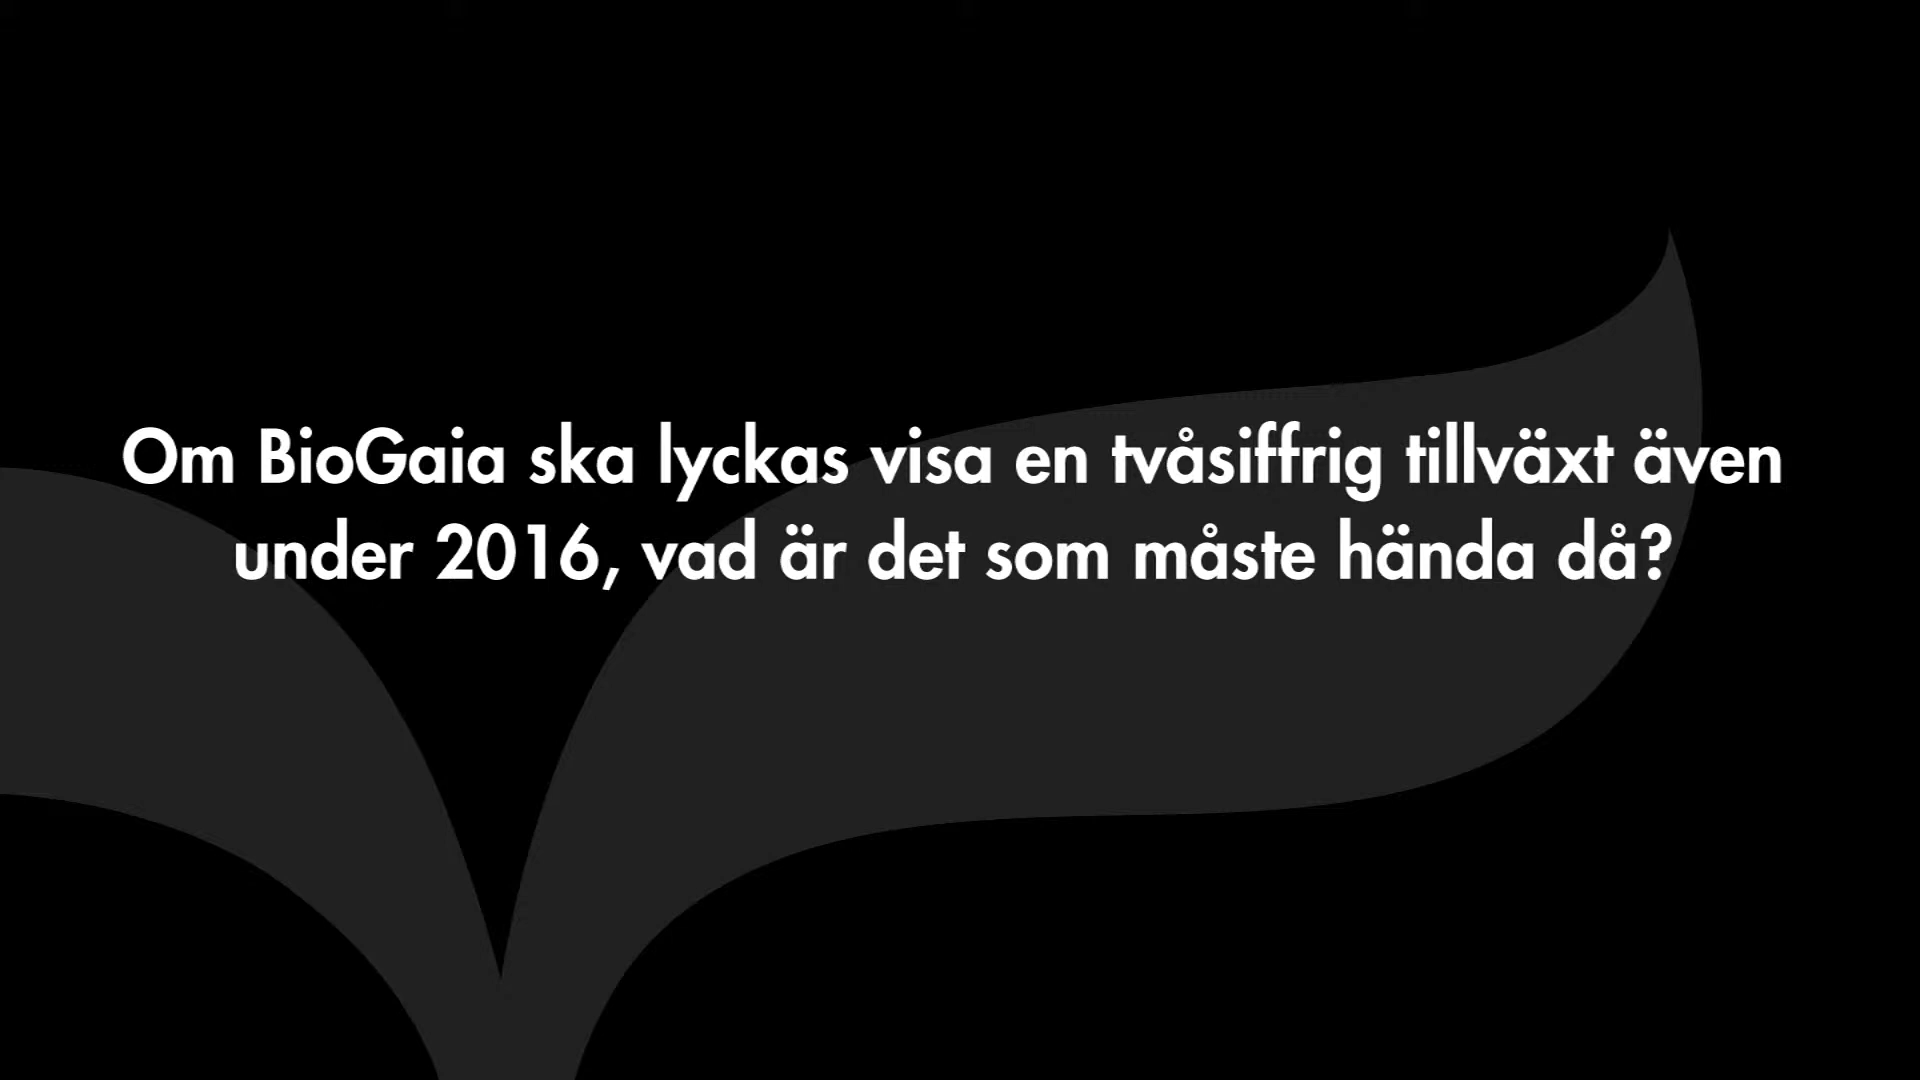 Om BioGaia ska lyckas visa en tvåsiffrig tillväxt även
under 2016, vad är det som måste hända då?